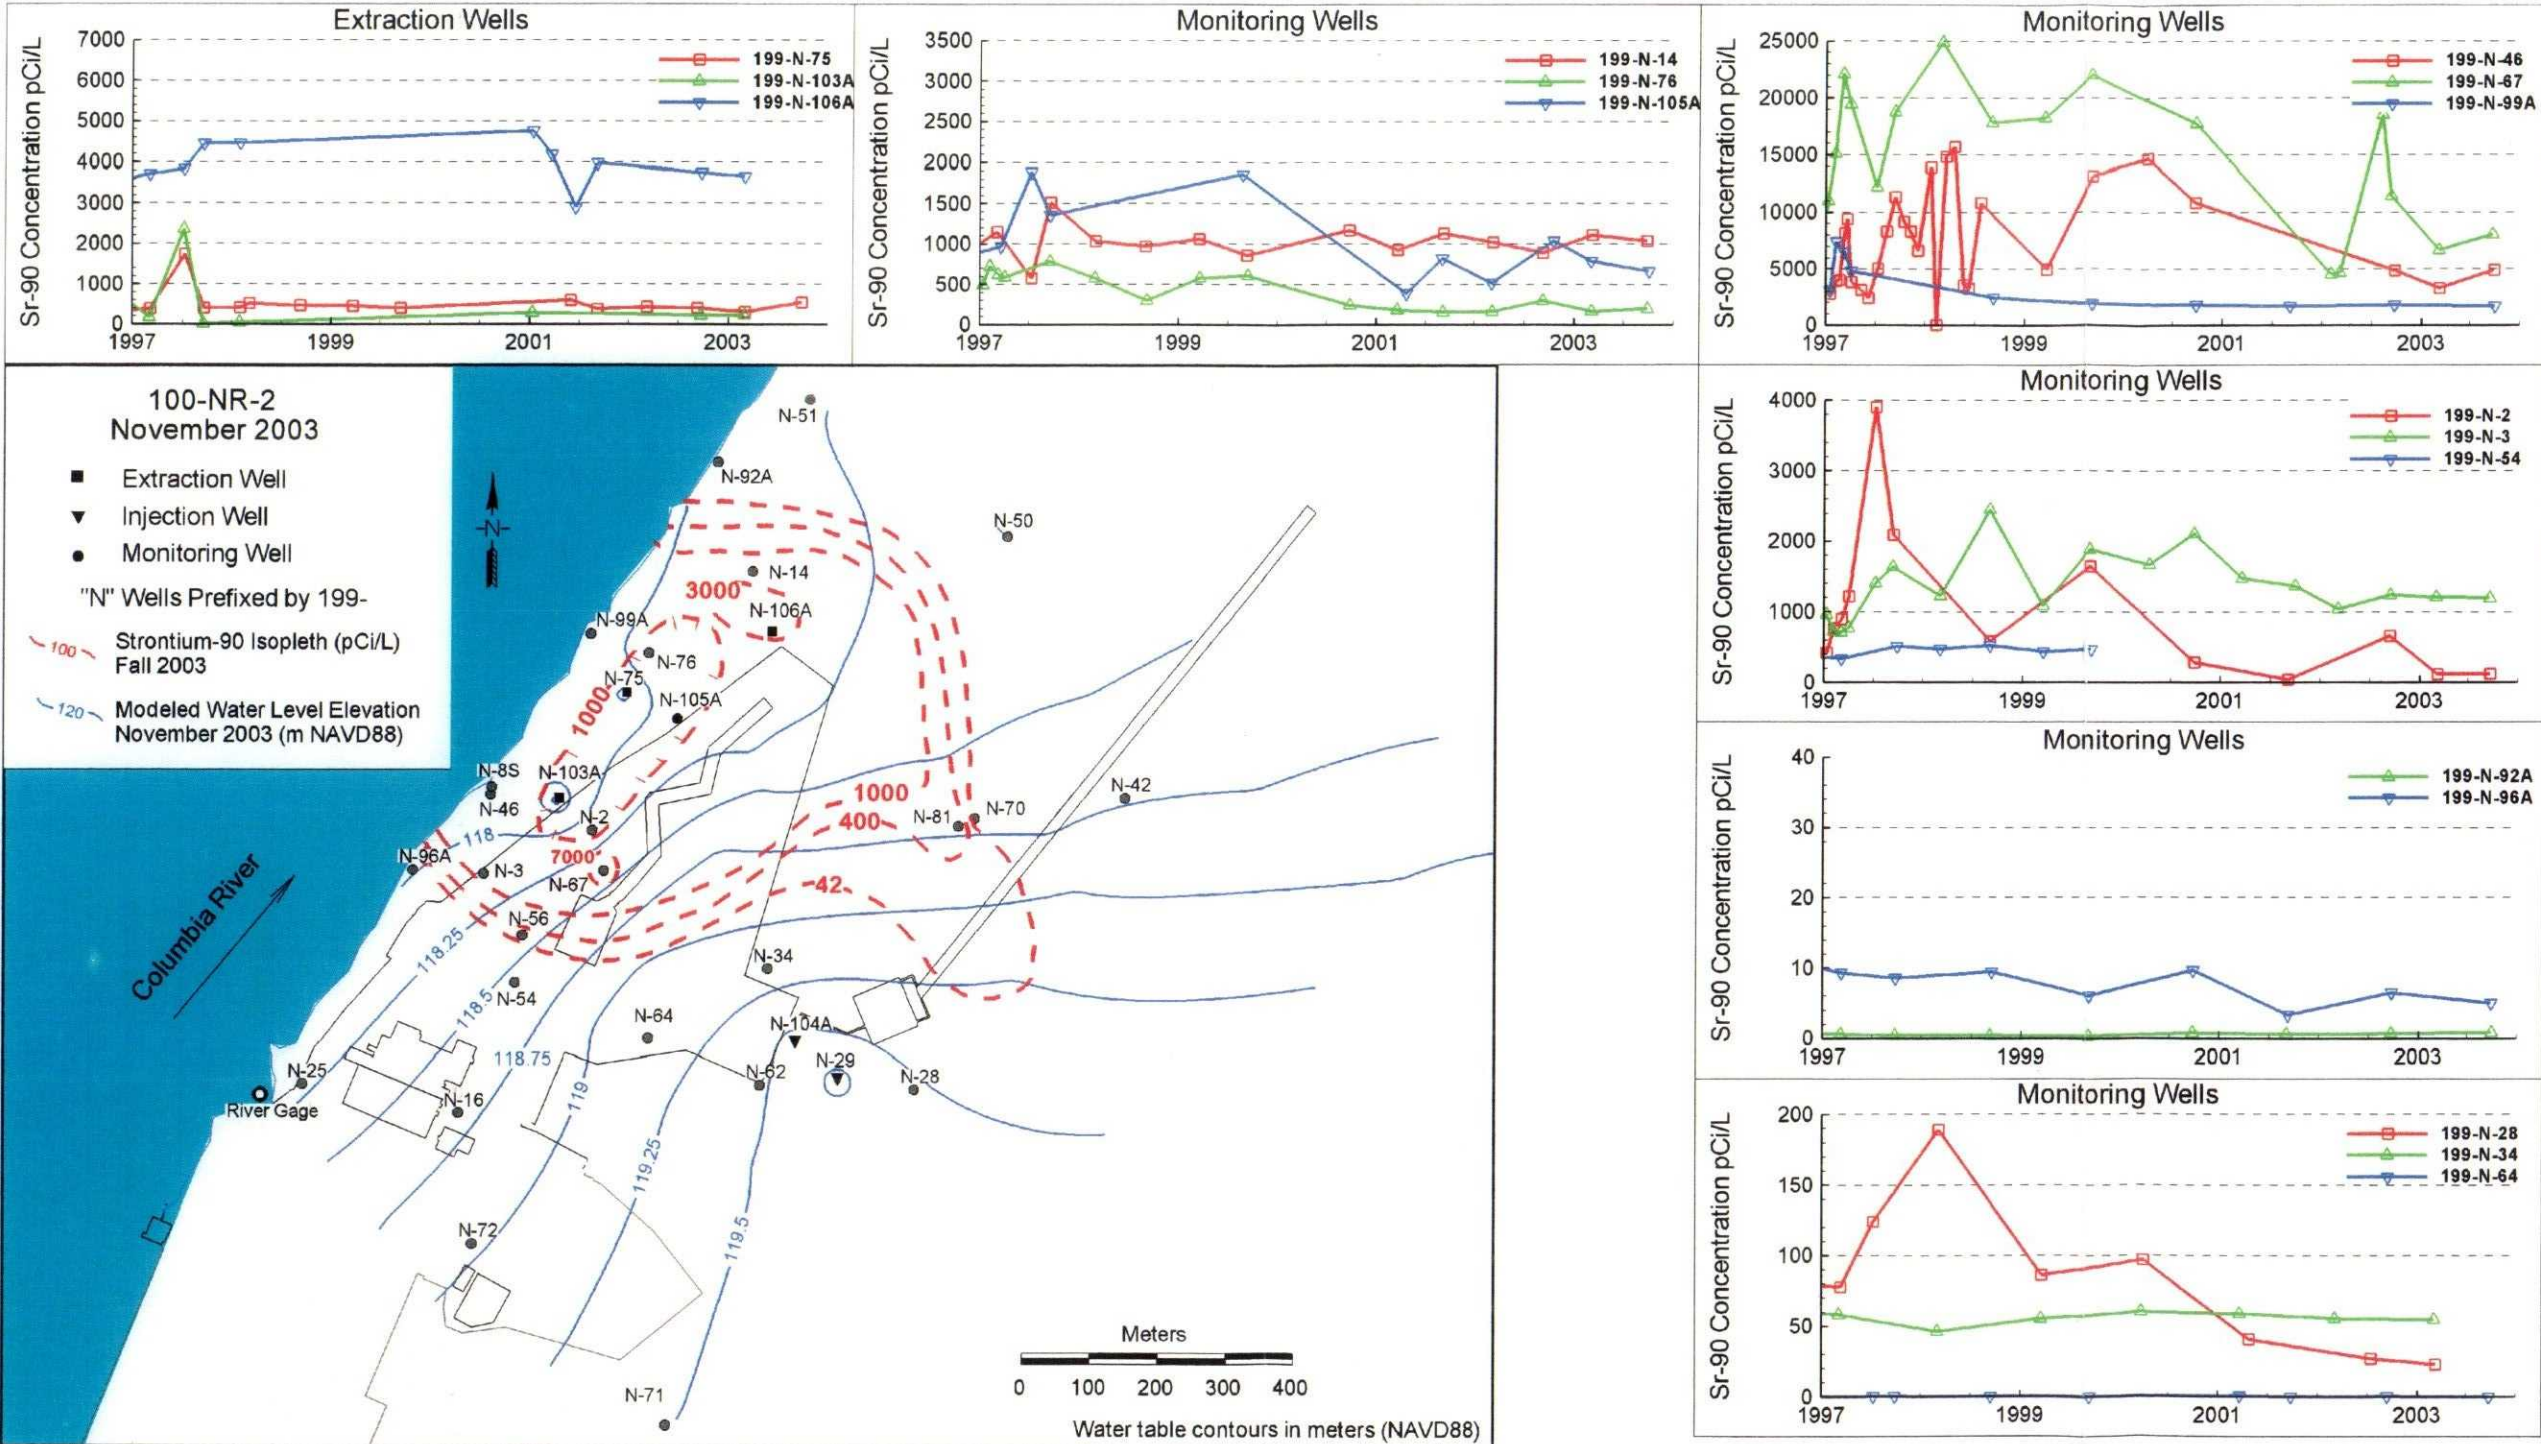 Extraction Wells
Sr-90 Concentration pCi/L
7000
6000
5000
4000
3000
2000
1000
0
1997
1999
2001
2003
199-N-75
199-N-103A
199-N-106A
Monitoring Wells
Sr-90 Concentration pCi/L
3500
3000
2500
2000
1500
1000
500
0
1997
1999
2001
2003
199-N-14
199-N-76
199-N-105A
Monitoring Wells
Sr-90 Concentration pCi/L
25000
20000
15000
10000
5000
0
1997
1999
2001
2003
199-N-46
199-N-67
199-N-99A
100-NR-2
November 2003
Extraction Well
Injection Well
Monitoring Well
"N" Wells Prefixed by 199-
100
Strontium-90 Isopleth (pCi/L)
Fall 2003
120
Modeled Water Level Elevation
November 2003 (m NAVD88)
N
N-51
N-92A
N-50
N-14
3000
N-106A
N-99A
N-76
N-75
N-105A
1000
N-8S
N-103A
N-46
N-2
118
N-96A
7000
N-3
N-67
1000
400
N-81
N-70
N-42
42
N-56
118.25
N-54
118.5
N-34
N-64
N-104A
118.75
N-62
N-29
N-28
N-25
River Gage
N-16
119
119.25
119.5
N-72
N-71
Columbia River
Meters
0 100 200 300 400
Water table contours in meters (NAVD88)
Monitoring Wells
Sr-90 Concentration pCi/L
4000
3000
2000
1000
0
1997
1999
2001
2003
199-N-2
199-N-3
199-N-54
Monitoring Wells
Sr-90 Concentration pCi/L
40
30
20
10
0
1997
1999
2001
2003
199-N-92A
199-N-96A
Monitoring Wells
Sr-90 Concentration pCi/L
200
150
100
50
0
1997
1999
2001
2003
199-N-28
199-N-34
199-N-64